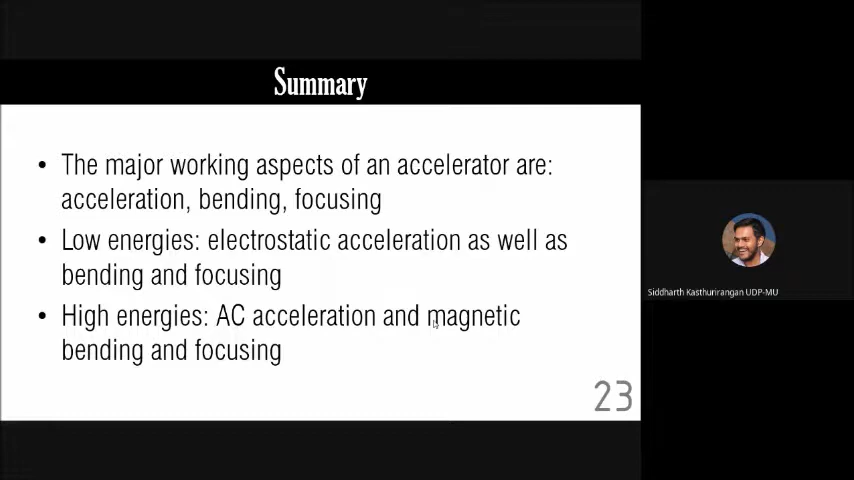 Summary
• The major working aspects of an accelerator are:
acceleration, bending, focusing
• Low energies: electrostatic acceleration as well as
bending and focusing
• High energies: AC acceleration and magnetic
bending and focusing
23
Siddharth Kasthurirangan UDP-MU